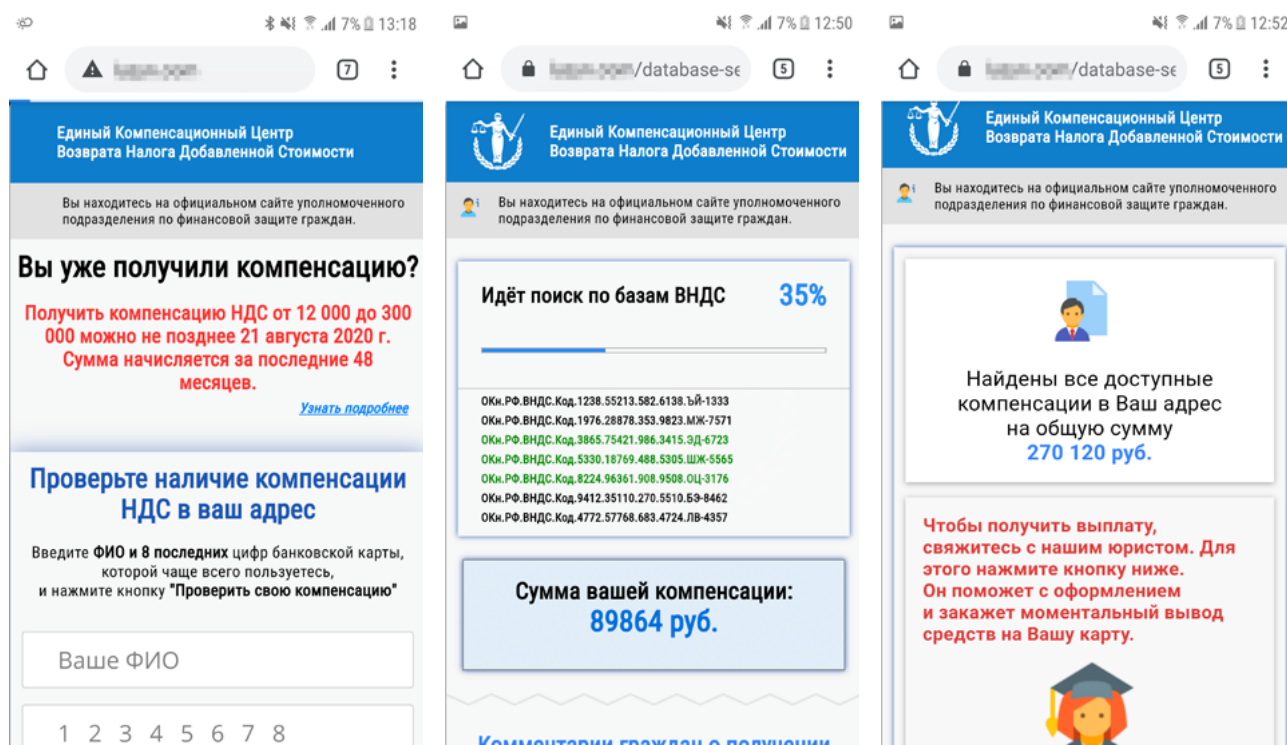 7% 13:18
7
Единый Компенсационный Центр
Возврата Налога Добавленной Стоимости
Вы находитесь на официальном сайте уполномоченного
подразделения по финансовой защите граждан.
Вы уже получили компенсацию?
Получить компенсацию НДС от 12 000 до 300
000 можно не позднее 21 августа 2020 г.
Сумма начисляется за последние 48
месяцев.
Узнать подробнее
Проверьте наличие компенсации
НДС в ваш адрес
Введите ФИО и 8 последних цифр банковской карты,
которой чаще всего пользуетесь,
и нажмите кнопку "Проверить свою компенсацию"
Ваше ФИО
1 2 3 4 5 6 7 8
7% 12:50
/database-se
5
Единый Компенсационный Центр
Возврата Налога Добавленной Стоимости
Вы находитесь на официальном сайте уполномоченного
подразделения по финансовой защите граждан.
Идёт поиск по базам ВНДС 35%
ОКн.РФ.ВНДС.Код.1238.55213.582.6138.ЪЙ-1333
ОКн.РФ.ВНДС.Код.1976.28878.353.9823.МЖ-7571
ОКн.РФ.ВНДС.Код.3865.75421.986.3415.ЭД-6723
ОКн.РФ.ВНДС.Код.5330.18769.488.5305.ШЖ-5565
ОКн.РФ.ВНДС.Код.8224.96361.908.9508.ОЦ-3176
ОКн.РФ.ВНДС.Код.9412.35110.270.5510.БЭ-8462
ОКн.РФ.ВНДС.Код.4772.57768.683.4724.ЛВ-4357
Сумма вашей компенсации:
89864 руб.
Комментарии граждан о получении
7% 12:52
/database-se
5
Единый Компенсационный Центр
Возврата Налога Добавленной Стоимости
Вы находитесь на официальном сайте уполномоченного
подразделения по финансовой защите граждан.
Найдены все доступные
компенсации в Ваш адрес
на общую сумму
270 120 руб.
Чтобы получить выплату,
свяжитесь с нашим юристом. Для
этого нажмите кнопку ниже.
Он поможет с оформлением
и закажет моментальный вывод
средств на Вашу карту.